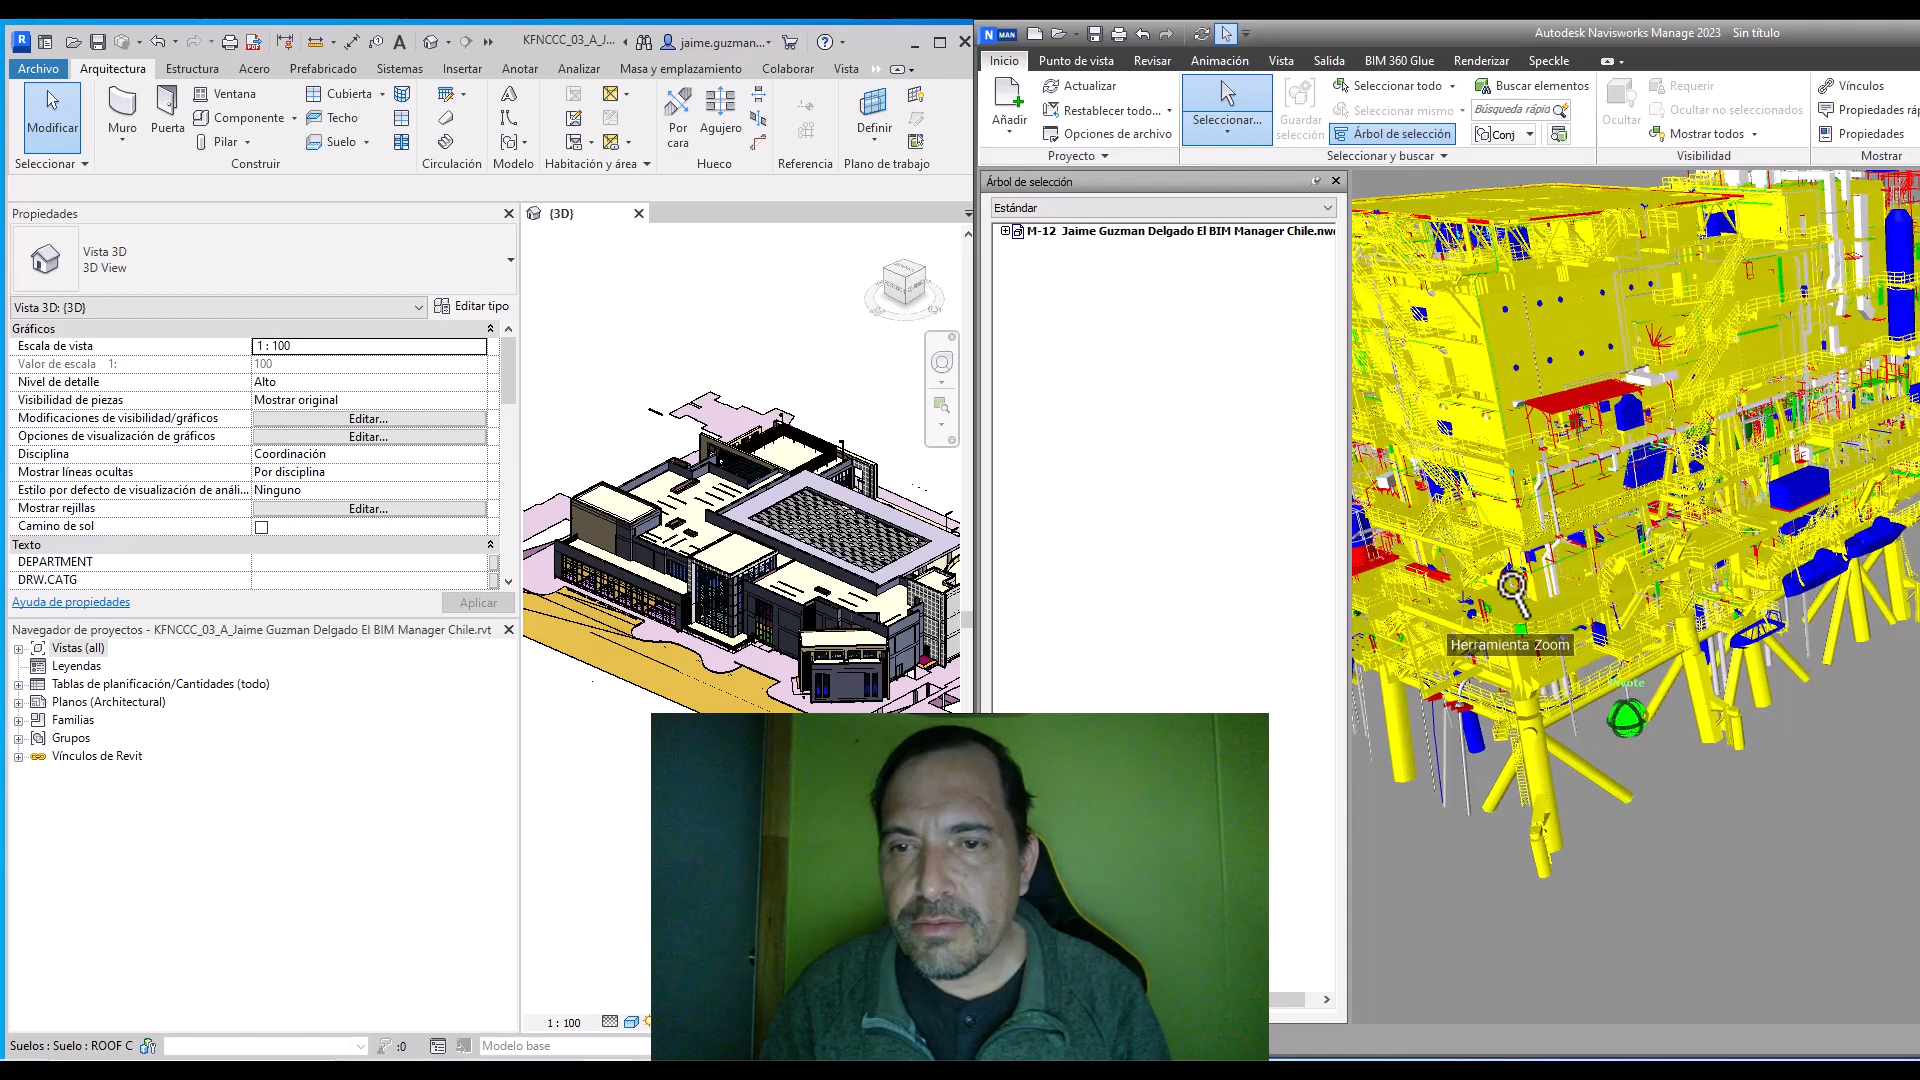 KFNCCC_03_A_J...
jaime.guzman...
Archivo
Arquitectura
Estructura
Acero
Prefabricado
Sistemas
Insertar
Anotar
Analizar
Masa y emplazamiento
Colaborar
Vista
Modificar
Muro
Puerta
Ventana
Componente
Pilar
Cubierta
Techo
Suelo
Por cara
Agujero
Definir
Seleccionar
Construir
Circulación
Modelo
Habitación y área
Hueco
Referencia
Plano de trabajo
Propiedades
Vista 3D
3D View
Vista 3D: {3D}
Editar tipo
Gráficos
Escala de vista 1 : 100
Valor de escala 1: 100
Nivel de detalle Alto
Visibilidad de piezas Mostrar original
Modificaciones de visibilidad/gráficos Editar...
Opciones de visualización de gráficos Editar...
Disciplina Coordinación
Mostrar líneas ocultas Por disciplina
Estilo por defecto de visualización de análi... Ninguno
Mostrar rejillas Editar...
Camino de sol
Texto
DEPARTMENT
DRW.CATG
Ayuda de propiedades
Aplicar
Navegador de proyectos - KFNCCC_03_A_Jaime Guzman Delgado El BIM Manager Chile.rvt
Vistas (all)
Leyendas
Tablas de planificación/Cantidades (todo)
Planos (Architectural)
Familias
Grupos
Vínculos de Revit
{3D}
1 : 100
Suelos : Suelo : ROOF C
:0
Modelo base
N MAN
Autodesk Navisworks Manage 2023 Sin título
Inicio
Punto de vista
Revisar
Animación
Vista
Salida
BIM 360 Glue
Renderizar
Speckle
Añadir
Actualizar
Restablecer todo...
Opciones de archivo
Proyecto
Seleccionar...
Guardar selección
Seleccionar todo
Seleccionar mismo
Árbol de selección
Buscar elementos
Búsqueda rápid
Conj
Seleccionar y buscar
Ocultar
Requerir
Ocultar no seleccionados
Mostrar todos
Visibilidad
Vínculos
Propiedades ráp
Propiedades
Mostrar
Árbol de selección
Estándar
M-12 Jaime Guzman Delgado El BIM Manager Chile.nwd
Herramienta Zoom
Pivote